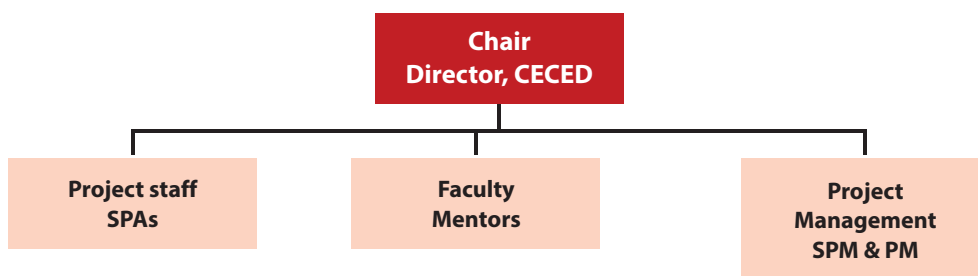 Chair
Director, CECED
Project staff
SPAs
Faculty
Mentors
Project
Management
SPM & PM